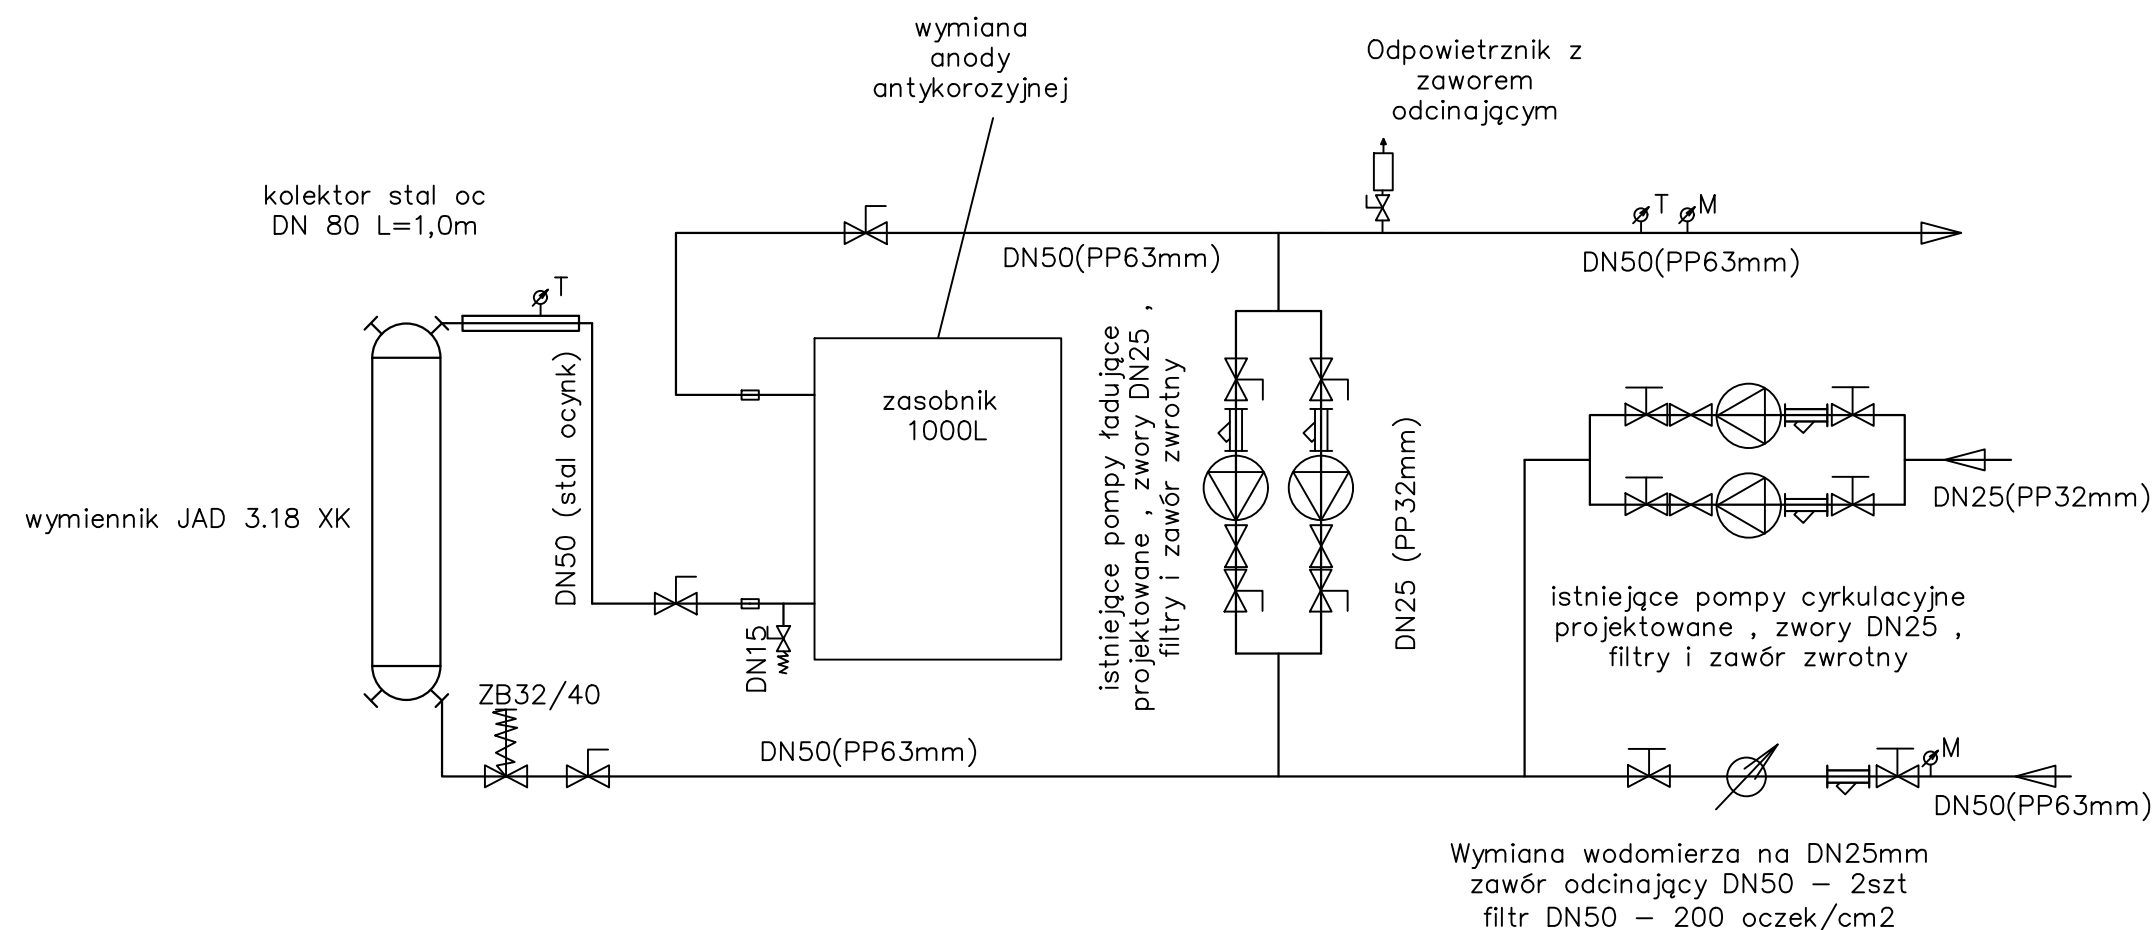 wymiana
anody
antykorozyjnej
Odpowietrznik z
zaworem
odcinającym
kolektor stal oc
DN 80 L=1,0m
T
M
DN50(PP63mm)
DN50(PP63mm)
T
DN50 (stal ocynk)
zasobnik
1000L
istniejące pompy ładujące
projektowane , zwory DN25 ,
filtry i zawór zwrotny
DN25 (PP32mm)
DN25(PP32mm)
wymiennik JAD 3.18 XK
istniejące pompy cyrkulacyjne
projektowane , zwory DN25 ,
filtry i zawór zwrotny
DN15
ZB32/40
DN50(PP63mm)
M
DN50(PP63mm)
Wymiana wodomierza na DN25mm
zawór odcinający DN50 – 2szt
filtr DN50 – 200 oczek/cm2